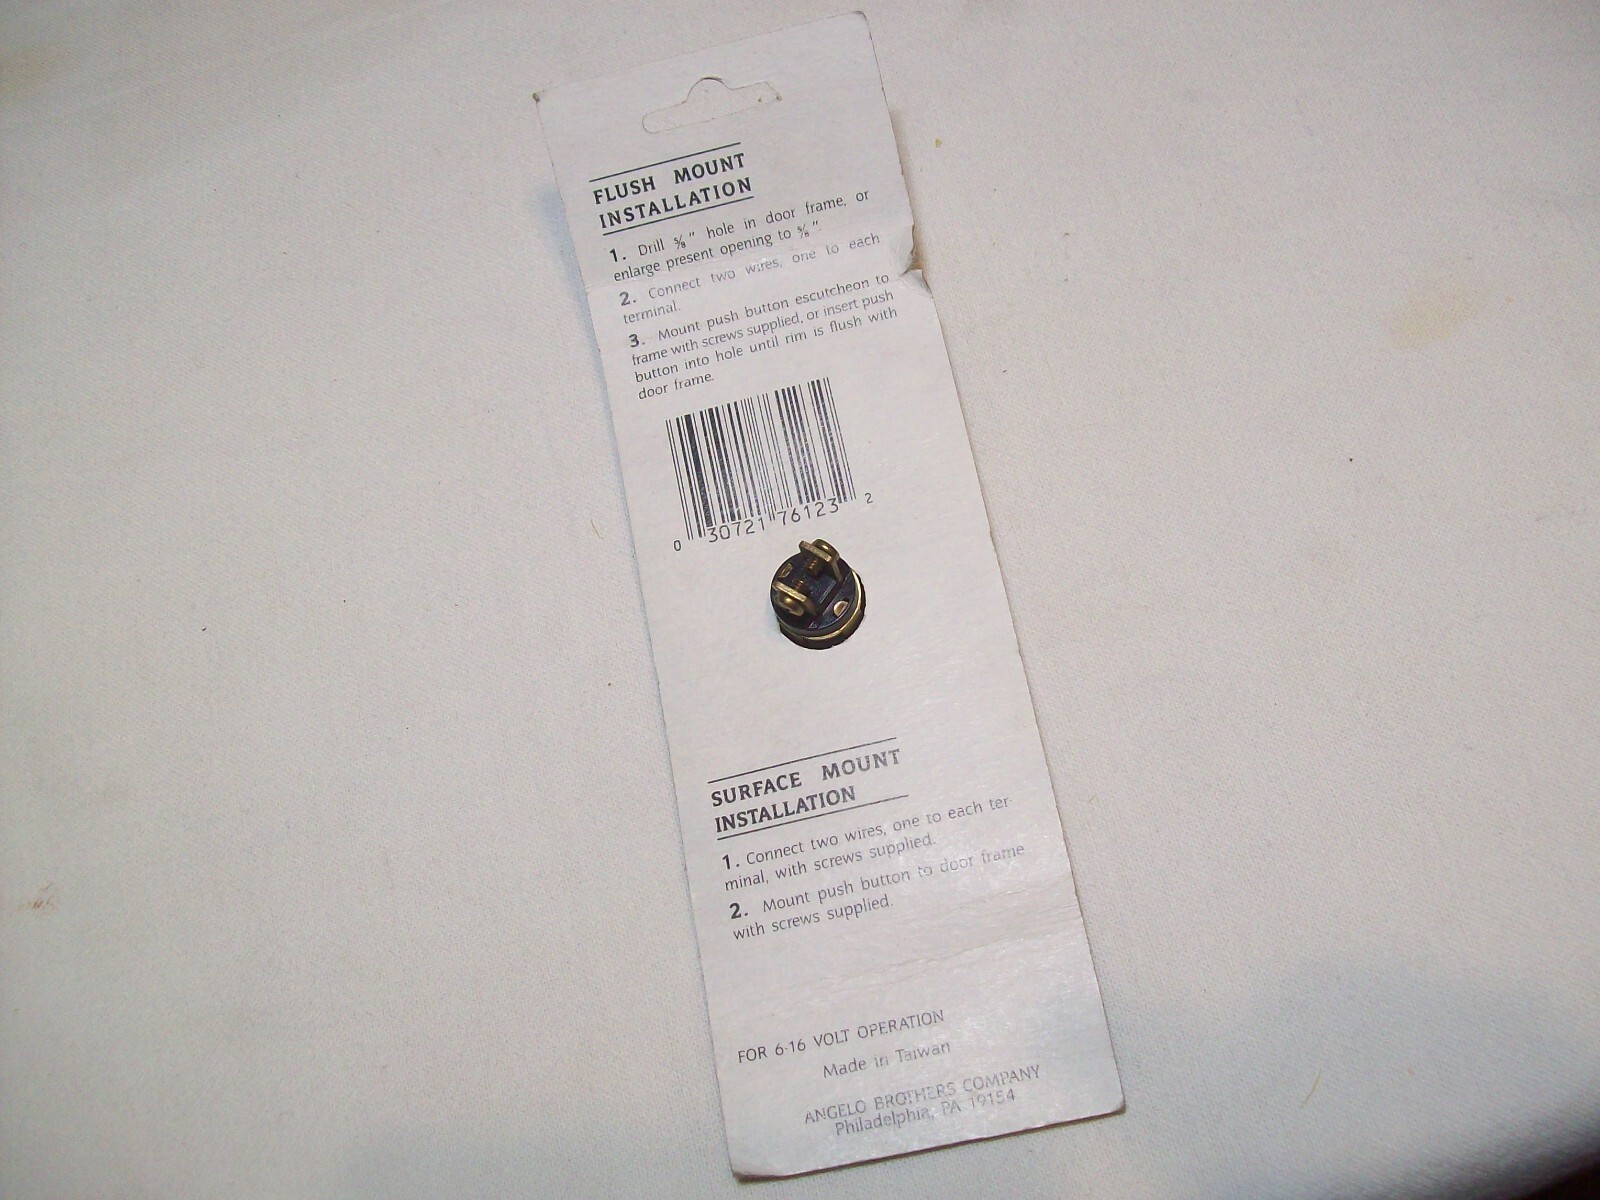 FLUSH MOUNT
INSTALLATION
1. Drill ⅝" hole in door frame, or
enlarge present opening to ⅝".
2. Connect two wires, one to each
terminal.
3. Mount push button escutcheon to
frame with screws supplied, or insert push
button into hole until rim is flush with
door frame.
0 30721 76123 2
SURFACE MOUNT
INSTALLATION
1. Connect two wires, one to each ter-
minal, with screws supplied.
2. Mount push button to door frame
with screws supplied.
FOR 6-16 VOLT OPERATION
Made in Taiwan
ANGELO BROTHERS COMPANY
Philadelphia, PA 19154